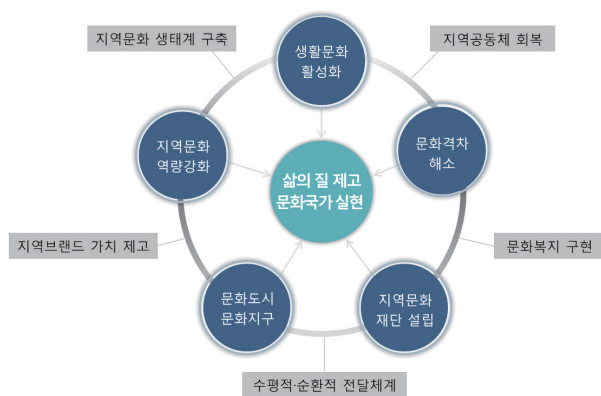 지역문화 생태계 구축
생활문화
활성화
지역공동체 회복
지역문화
역량강화
문화격차
해소
삶의 질 제고
문화국가 실현
지역브랜드 가치 제고
문화복지 구현
문화도시
문화지구
지역문화
재단 설립
수평적·순환적 전달체계